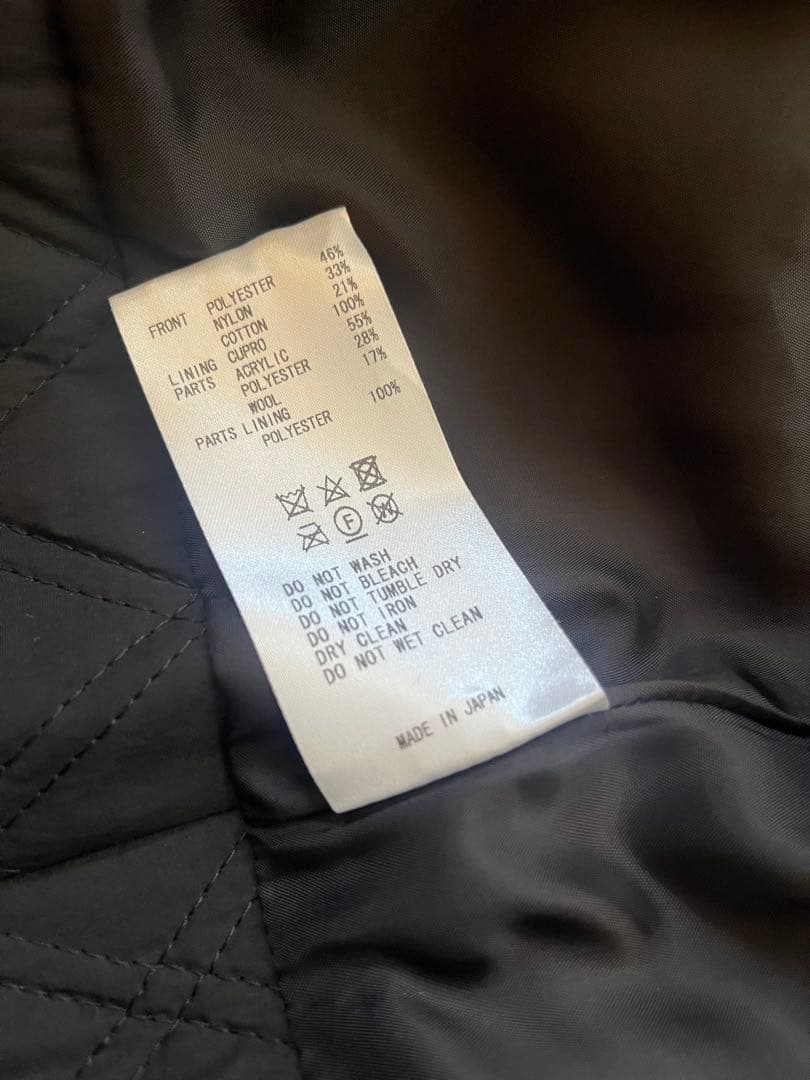 FRONT POLYESTER 46%
NYLON 33%
COTTON 21%
LINING CUPRO 100%
PARTS ACRYLIC 55%
POLYESTER 28%
WOOL 17%
PARTS LINING
POLYESTER 100%
F
W
DO NOT WASH
DO NOT BLEACH
DO NOT TUMBLE DRY
DO NOT IRON
DRY CLEAN
DO NOT WET CLEAN
MADE IN JAPAN